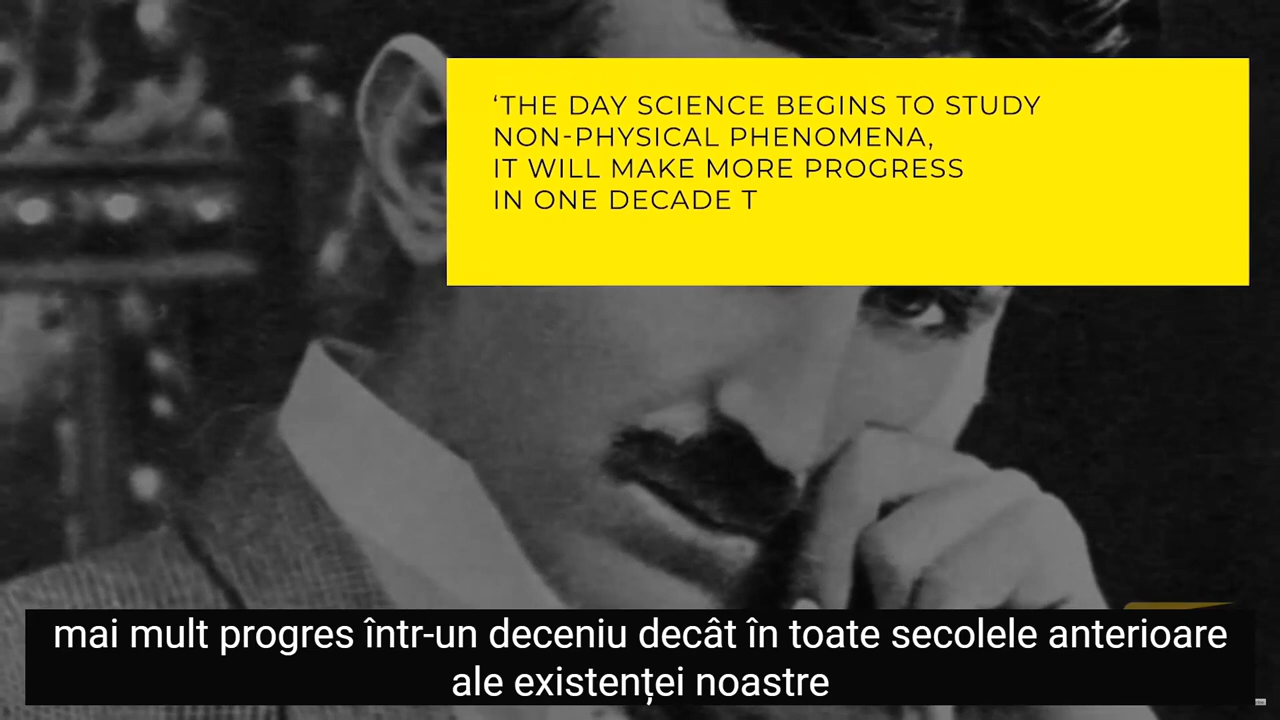 ‘THE DAY SCIENCE BEGINS TO STUDY
NON-PHYSICAL PHENOMENA,
IT WILL MAKE MORE PROGRESS
IN ONE DECADE T
mai mult progres într-un deceniu decât în toate secolele anterioare
ale existenței noastre